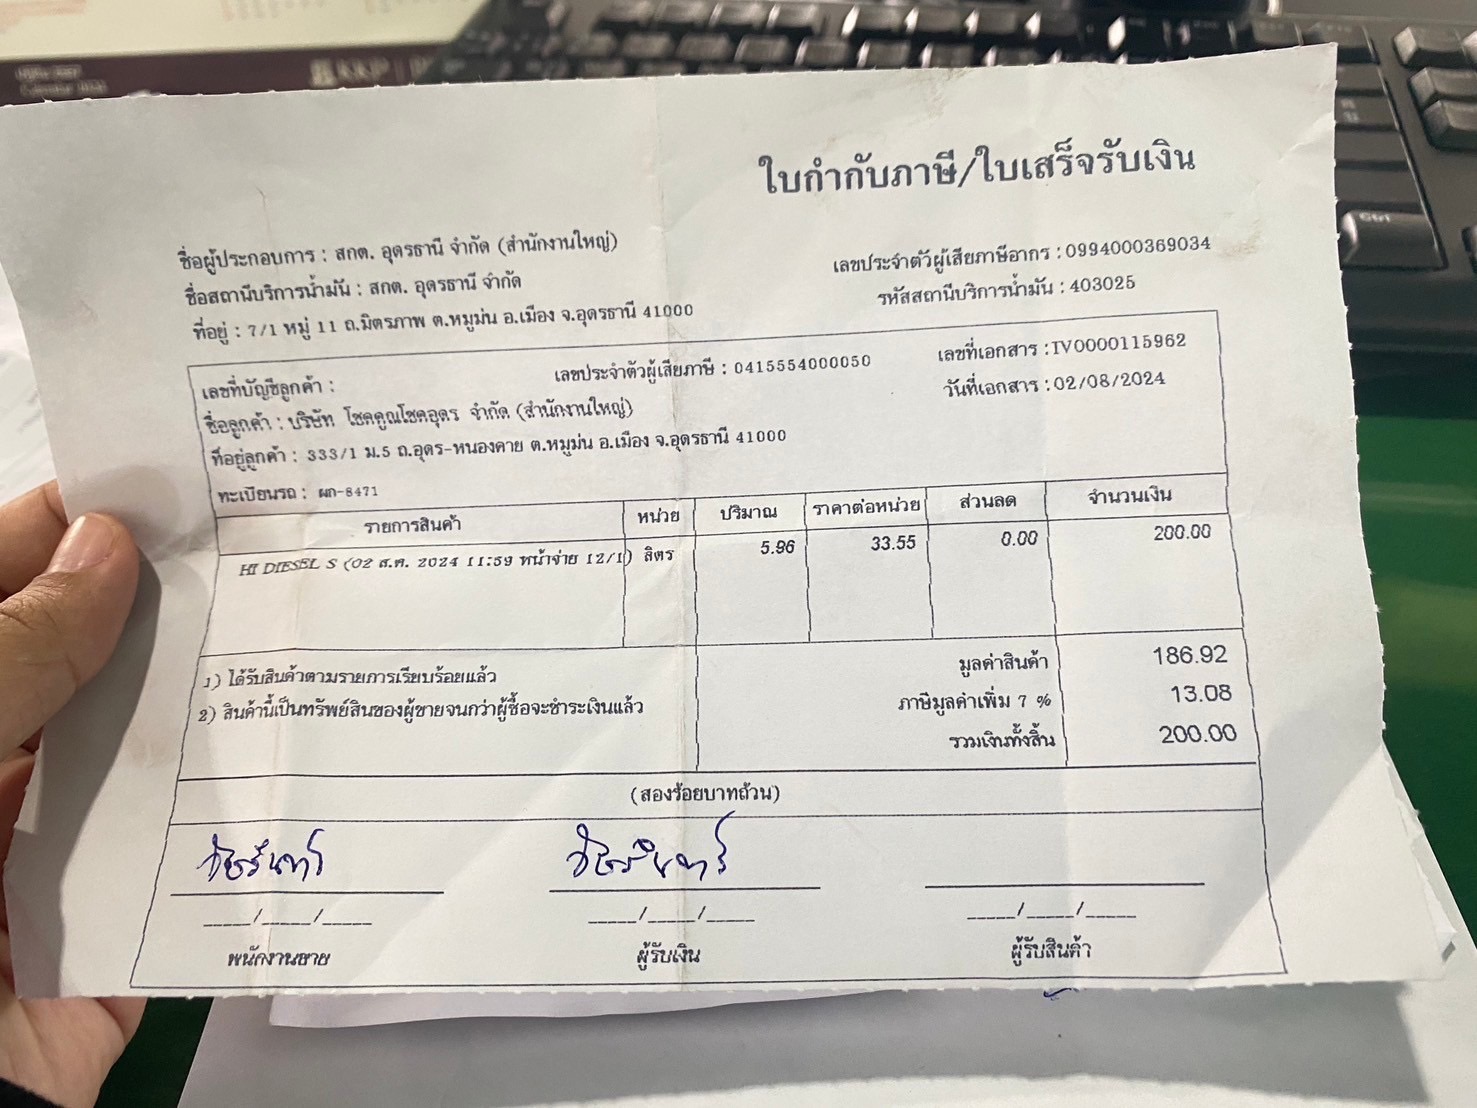 ใบกำกับภาษี/ใบเสร็จรับเงิน
ชื่อผู้ประกอบการ : สกต. อุดรธานี จำกัด (สำนักงานใหญ่)
เลขประจำตัวผู้เสียภาษีอากร : 0994000369034
ชื่อสถานีบริการน้ำมัน : สกต. อุดรธานี จำกัด
รหัสสถานีบริการน้ำมัน : 403025
ที่อยู่ : 7/1 หมู่ 11 ถ.มิตรภาพ ต.หมูม่น อ.เมือง จ.อุดรธานี 41000
เลขที่บัญชีลูกค้า :
เลขประจำตัวผู้เสียภาษี : 0415554000050
เลขที่เอกสาร : IV0000115962
ชื่อลูกค้า : บริษัท โชคคูณโชคอุดร จำกัด (สำนักงานใหญ่)
วันที่เอกสาร : 02/08/2024
ที่อยู่ลูกค้า : 333/1 ม.5 ถ.อุดร-หนองคาย ต.หมูม่น อ.เมือง จ.อุดรธานี 41000
ทะเบียนรถ : ผก-8471
รายการสินค้า หน่วย ปริมาณ ราคาต่อหน่วย ส่วนลด จำนวนเงิน
HI DIESEL S (02 ส.ค. 2024 11:59 หน้าจ่าย 12/1) ลิตร 5.96 33.55 0.00 200.00
1) ได้รับสินค้าตามรายการเรียบร้อยแล้ว
2) สินค้านี้เป็นทรัพย์สินของผู้ขายจนกว่าผู้ซื้อจะชำระเงินแล้ว
มูลค่าสินค้า 186.92
ภาษีมูลค่าเพิ่ม 7 % 13.08
รวมเงินทั้งสิ้น 200.00
(สองร้อยบาทถ้วน)
____/____/____ ____/____/____ ____/____/____
พนักงานขาย ผู้รับเงิน ผู้รับสินค้า
Ctrl